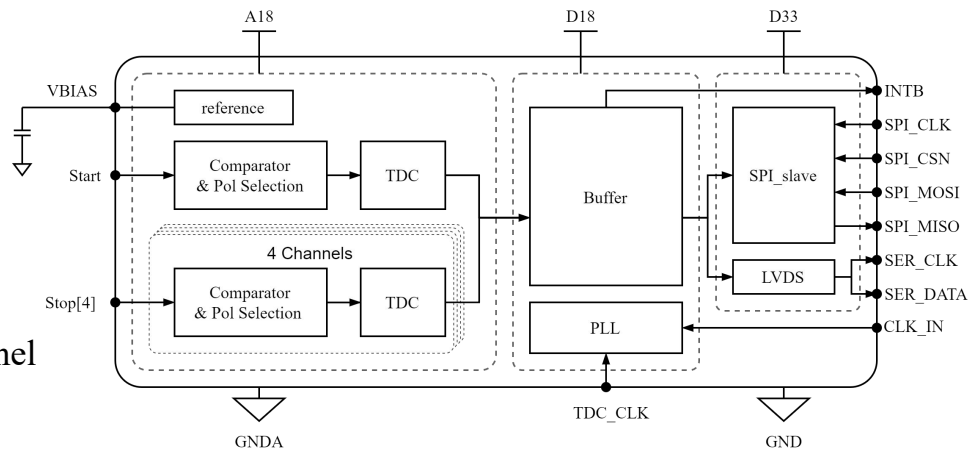 A18
D18
D33
VBIAS
reference
INTB
SPI_CLK
Start
Comparator
& Pol Selection
TDC
Buffer
SPI_slave
SPI_CSN
SPI_MOSI
SPI_MISO
4 Channels
Stop[4]
Comparator
& Pol Selection
TDC
LVDS
SER_CLK
SER_DATA
PLL
CLK_IN
nel
TDC_CLK
GNDA
GND